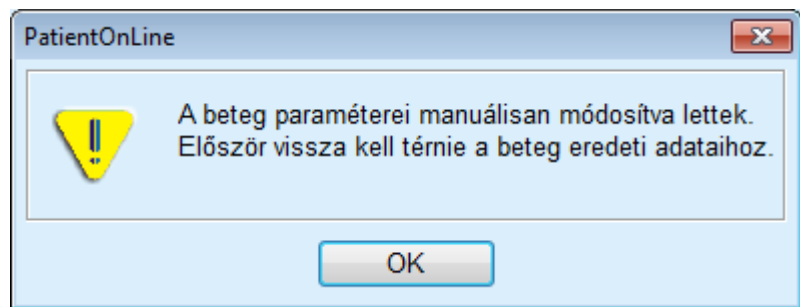 PatientOnLine
A beteg paraméterei manuálisan módosítva lettek.
Először vissza kell térnie a beteg eredeti adataihoz.
OK